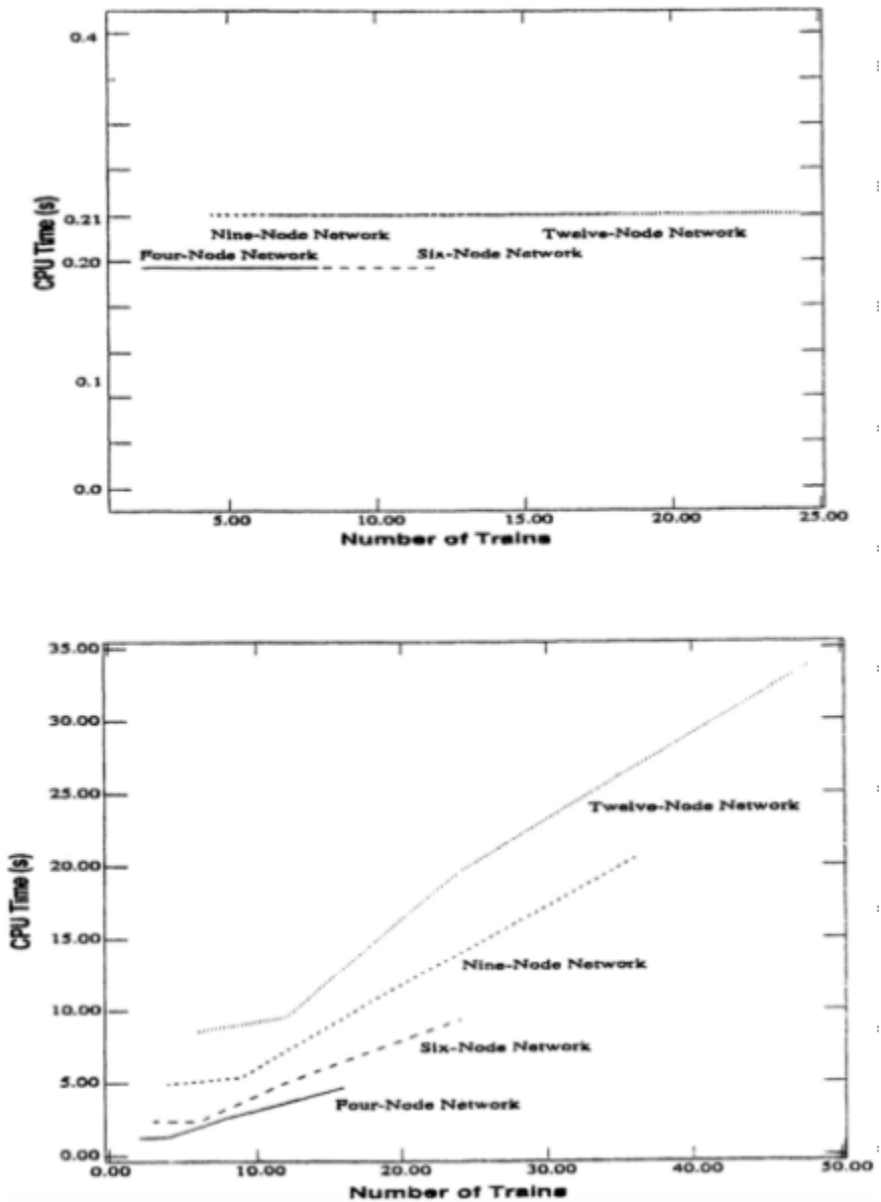 0.4
0.21
Nine-Node Network Twelve-Node Network
Four-Node Network Six-Node Network
0.20
CPU Time (s)
0.1
0.0
5.00 10.00 15.00 20.00 25.00
Number of Trains
35.00
30.00
25.00
Twelve-Node Network
20.00
CPU Time (s)
15.00
Nine-Node Network
10.00
Six-Node Network
5.00
Four-Node Network
0.00
0.00 10.00 20.00 30.00 40.00 50.00
Number of Trains